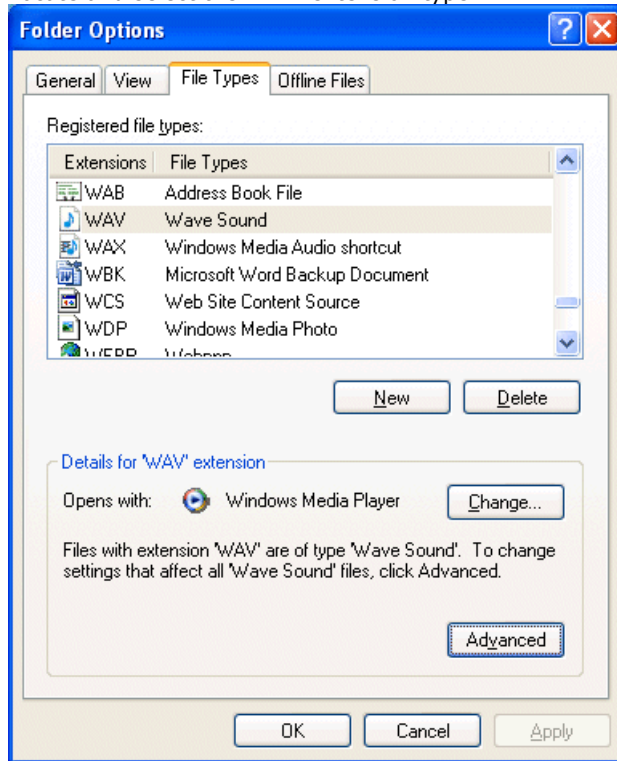 Folder Options
General View File Types Offline Files
Registered file types:
Extensions File Types
WAB Address Book File
WAV Wave Sound
WAX Windows Media Audio shortcut
WBK Microsoft Word Backup Document
WCS Web Site Content Source
WDP Windows Media Photo
New Delete
Details for 'WAV' extension
Opens with: Windows Media Player Change...
Files with extension 'WAV' are of type 'Wave Sound'. To change
settings that affect all 'Wave Sound' files, click Advanced.
Advanced
OK Cancel Apply